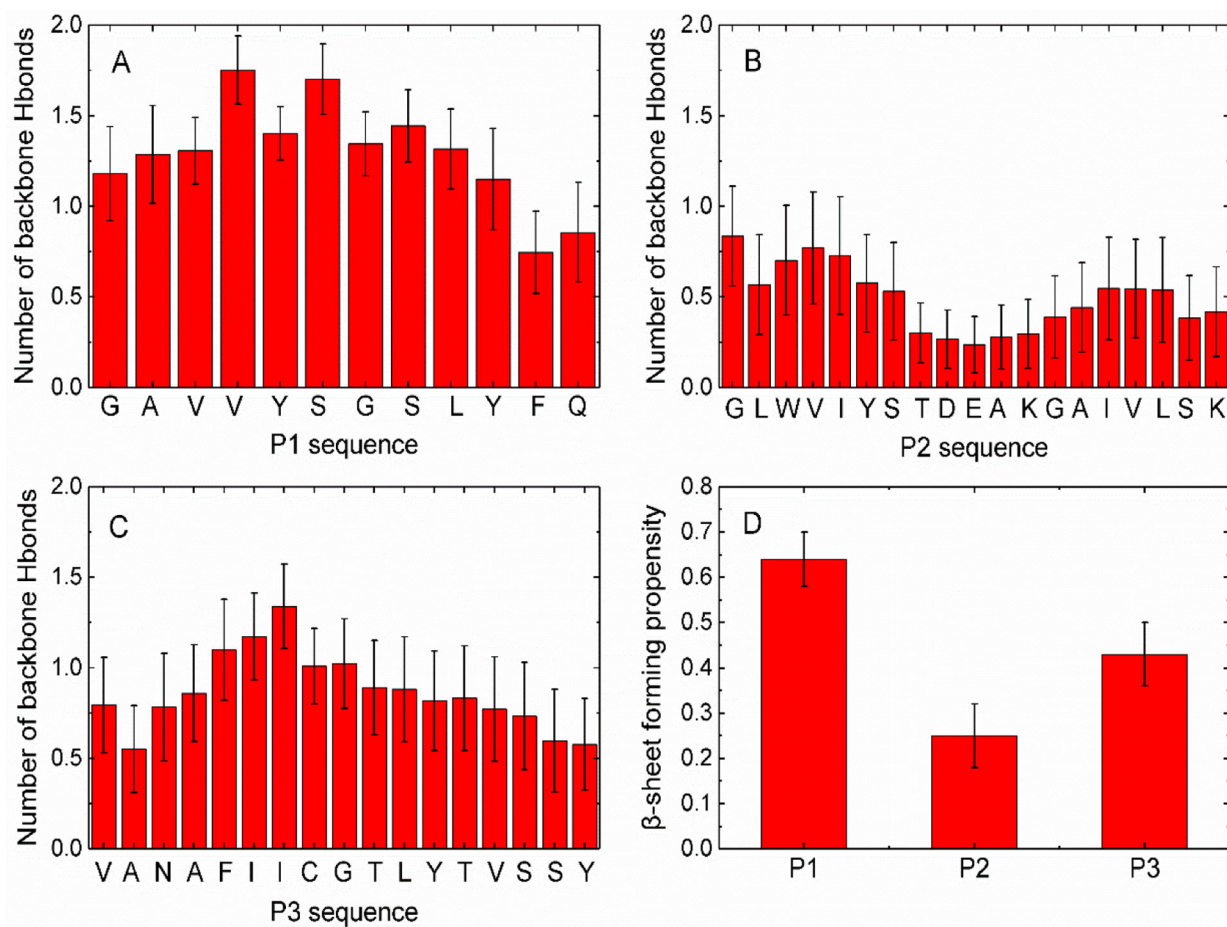 A
Number of backbone Hbonds
2.0
1.5
1.0
0.5
0.0
G A V V Y S G S L Y F Q
P1 sequence
B
Number of backbone Hbonds
2.0
1.5
1.0
0.5
0.0
G L W V I Y S T D E A K G A I V L S K
P2 sequence
C
Number of backbone Hbonds
2.0
1.5
1.0
0.5
0.0
V A N A F I I C G T L Y T V S S Y
P3 sequence
D
β-sheet forming propensity
0.8
0.7
0.6
0.5
0.4
0.3
0.2
0.1
0.0
P1 P2 P3